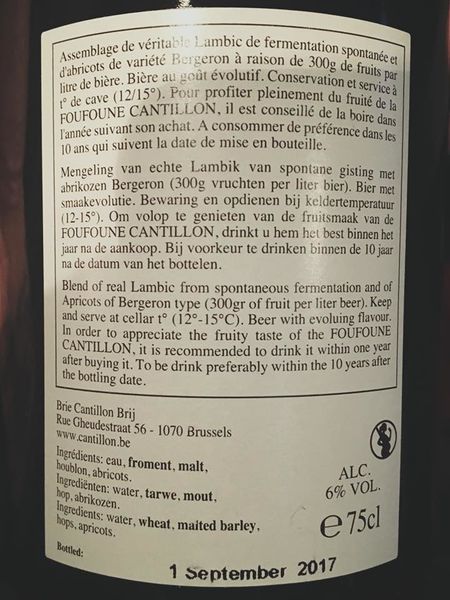 Assemblage de véritable Lambic de fermentation spontanée et
d'abricots de variété Bergeron à raison de 300g de fruits par
litre de bière. Bière au goût évolutif. Conservation et service à
t° de cave (12/15°). Pour profiter pleinement du fruité de la
FOUFOUNE CANTILLON, il est conseillé de la boire dans
l'année suivant son achat. A consommer de préférence dans les
10 ans qui suivent la date de mise en bouteille.
Mengeling van echte Lambik van spontane gisting met
abrikozen Bergeron (300g vruchten per liter bier). Bier met
smaakevolutie. Bewaring en opdienen bij keldertemperatuur
(12-15°). Om volop te genieten van de fruitsmaak van de
FOUFOUNE CANTILLON, drinkt u hem het best binnen het
jaar na de aankoop. Bij voorkeur te drinken binnen de 10 jaar
na de datum van het bottelen.
Blend of real Lambic from spontaneous fermentation and of
Apricots of Bergeron type (300gr of fruit per liter beer). Keep
and serve at cellar t° (12°-15°C). Beer with evoluing flavour.
In order to appreciate the fruity taste of the FOUFOUNE
CANTILLON, it is recommended to drink it within one year
after buying it. To be drink preferably within the 10 years after
the bottling date.
Brie Cantillon Brij
Rue Gheudestraat 56 - 1070 Brussels
www.cantillon.be
Ingrédients: eau, froment, malt,
houblon, abricots.
Ingrediënten: water, tarwe, mout,
hop, abrikozen.
Ingredients: water, wheat, malted barley,
hops, apricots.
ALC.
6% VOL.
e 75cl
Bottled:
1 September 2017